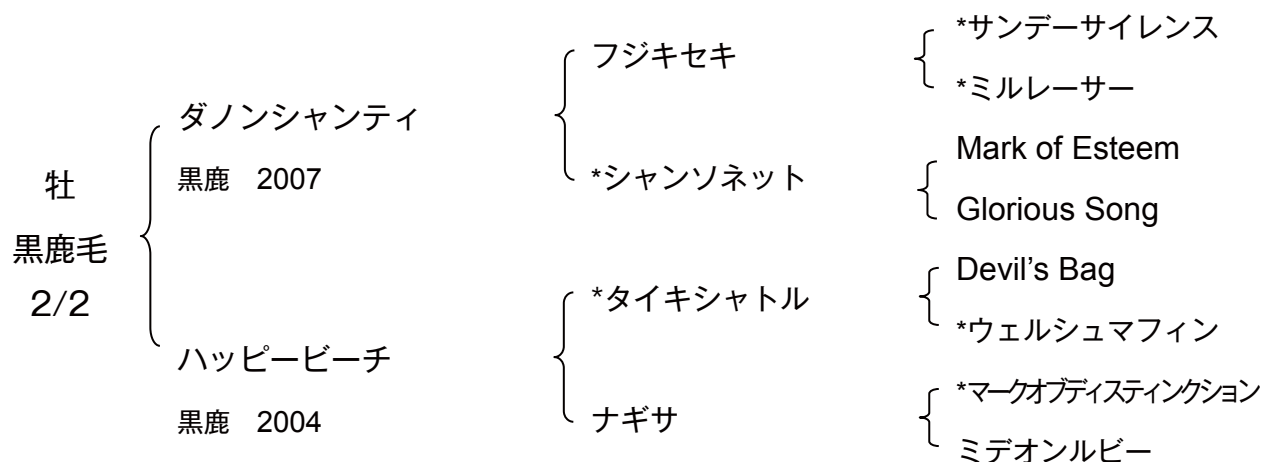 牡
黒鹿毛
2/2
ダノンシャンティ
黒鹿 2007
ハッピービーチ
黒鹿 2004
フジキセキ
*シャンソネット
*タイキシャトル
ナギサ
*サンデーサイレンス
*ミルレーサー
Mark of Esteem
Glorious Song
Devil's Bag
*ウェルシュマフィン
*マークオブディスティンクション
ミデオンルビー